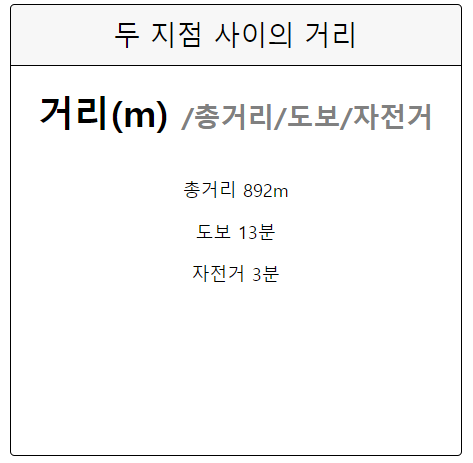 두 지점 사이의 거리
거리(m) /총거리/도보/자전거
총거리 892m
도보 13분
자전거 3분